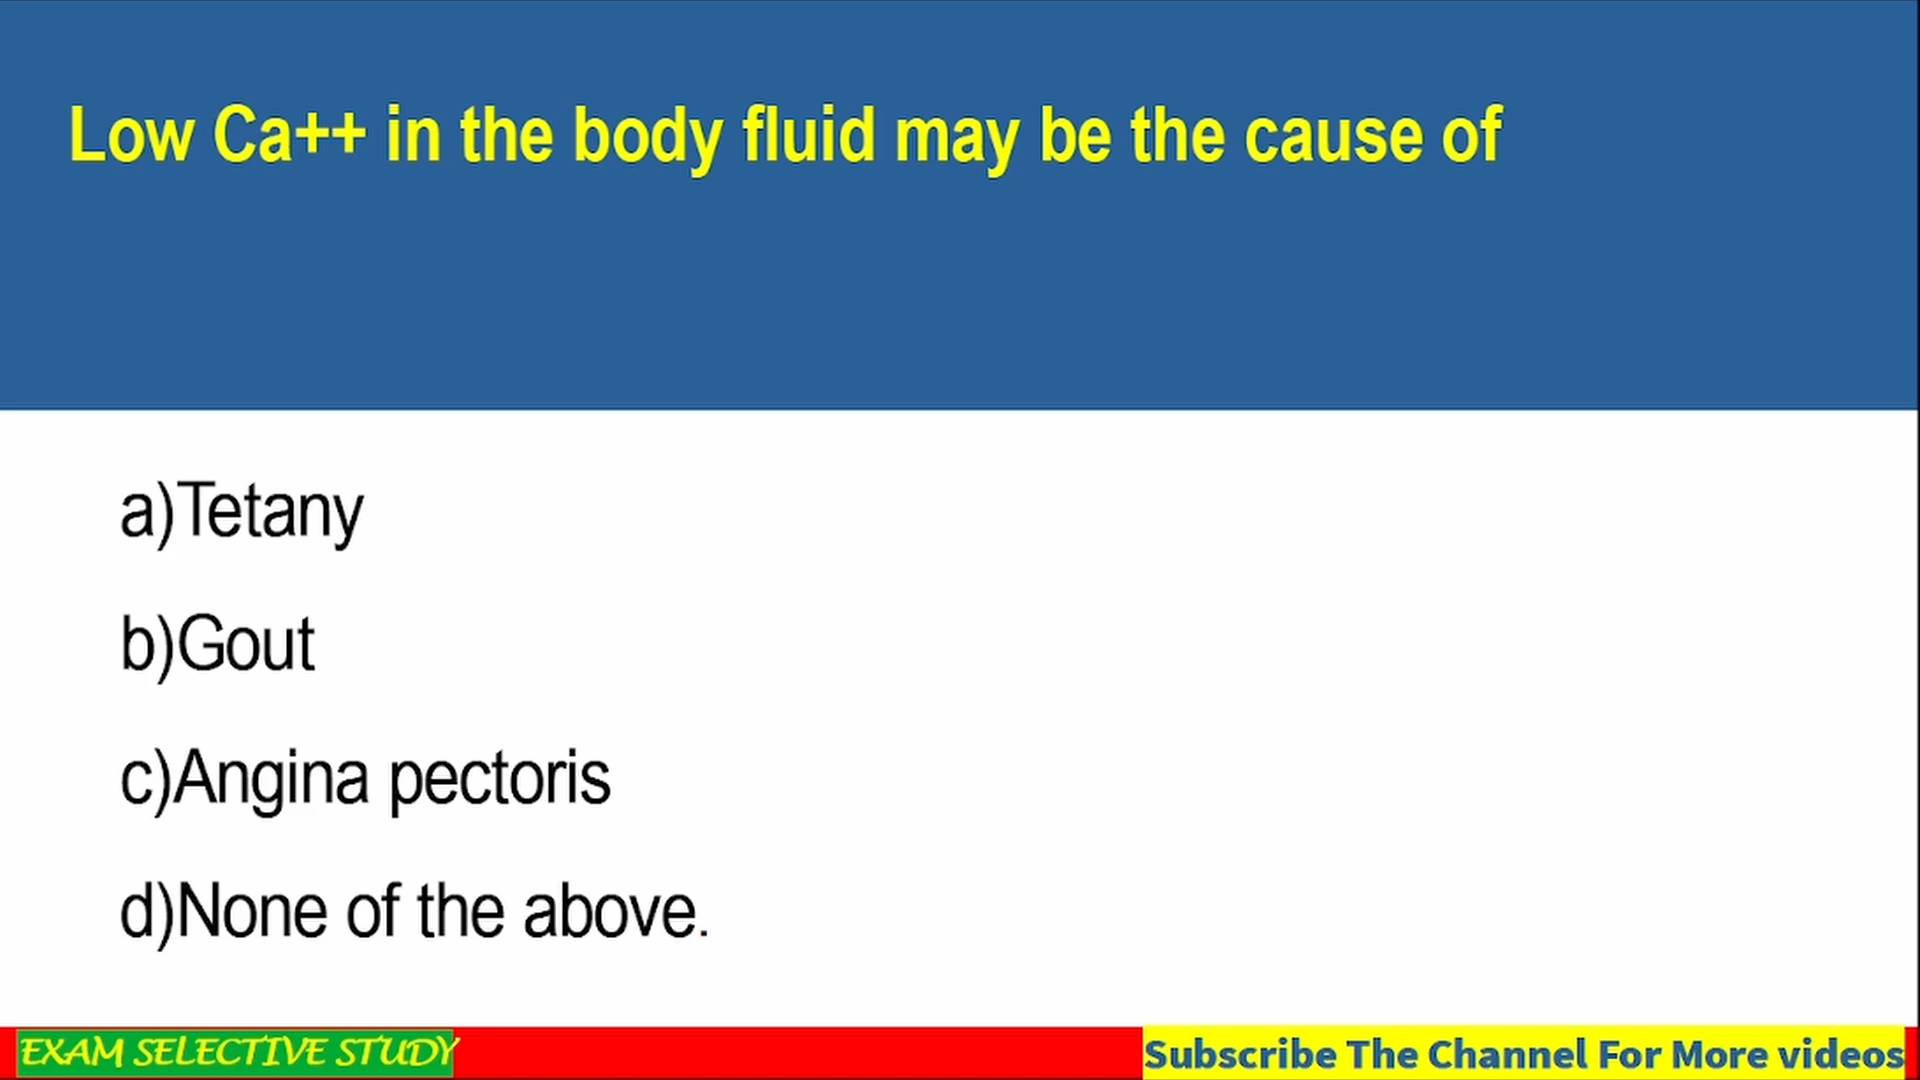 Low Ca++ in the body fluid may be the cause of
a)Tetany
b)Gout
c)Angina pectoris
d)None of the above.
EXAM SELECTIVE STUDY
Subscribe The Channel For More videos